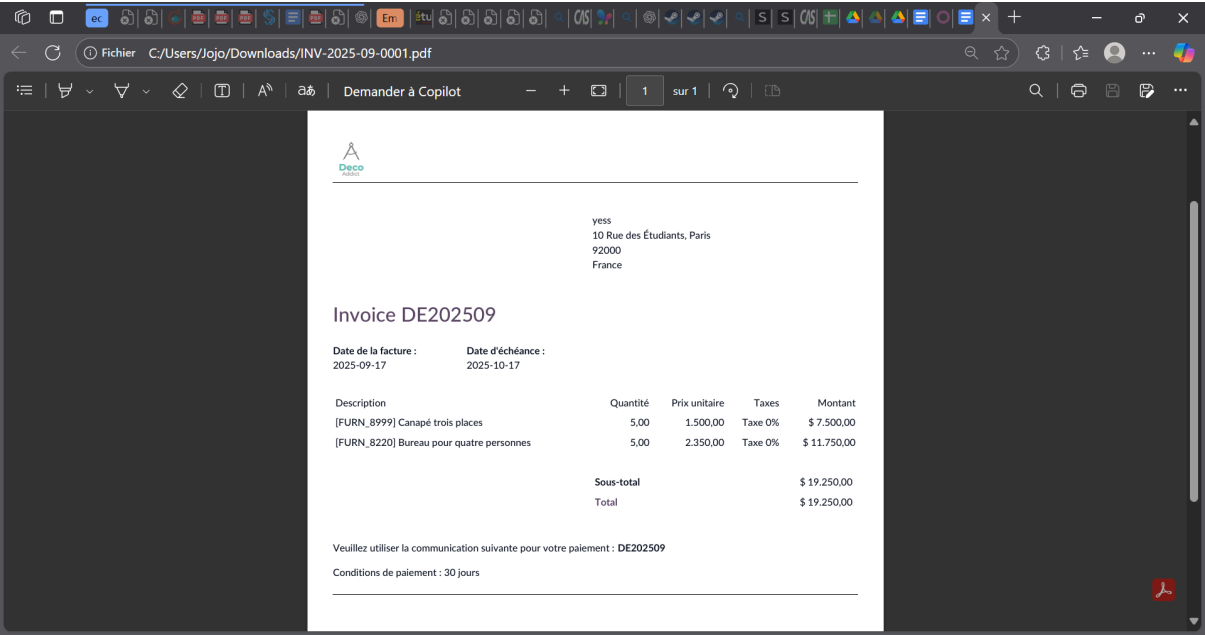 ec
Em
étu
Fichier C:/Users/Jojo/Downloads/INV-2025-09-0001.pdf
Demander à Copilot
1 sur 1
Deco
Addict
yess
10 Rue des Étudiants, Paris
92000
France
Invoice DE202509
Date de la facture : Date d'échéance :
2025-09-17 2025-10-17
Description Quantité Prix unitaire Taxes Montant
[FURN_8999] Canapé trois places 5,00 1.500,00 Taxe 0% $ 7.500,00
[FURN_8220] Bureau pour quatre personnes 5,00 2.350,00 Taxe 0% $ 11.750,00
Sous-total $ 19.250,00
Total $ 19.250,00
Veuillez utiliser la communication suivante pour votre paiement : DE202509
Conditions de paiement : 30 jours